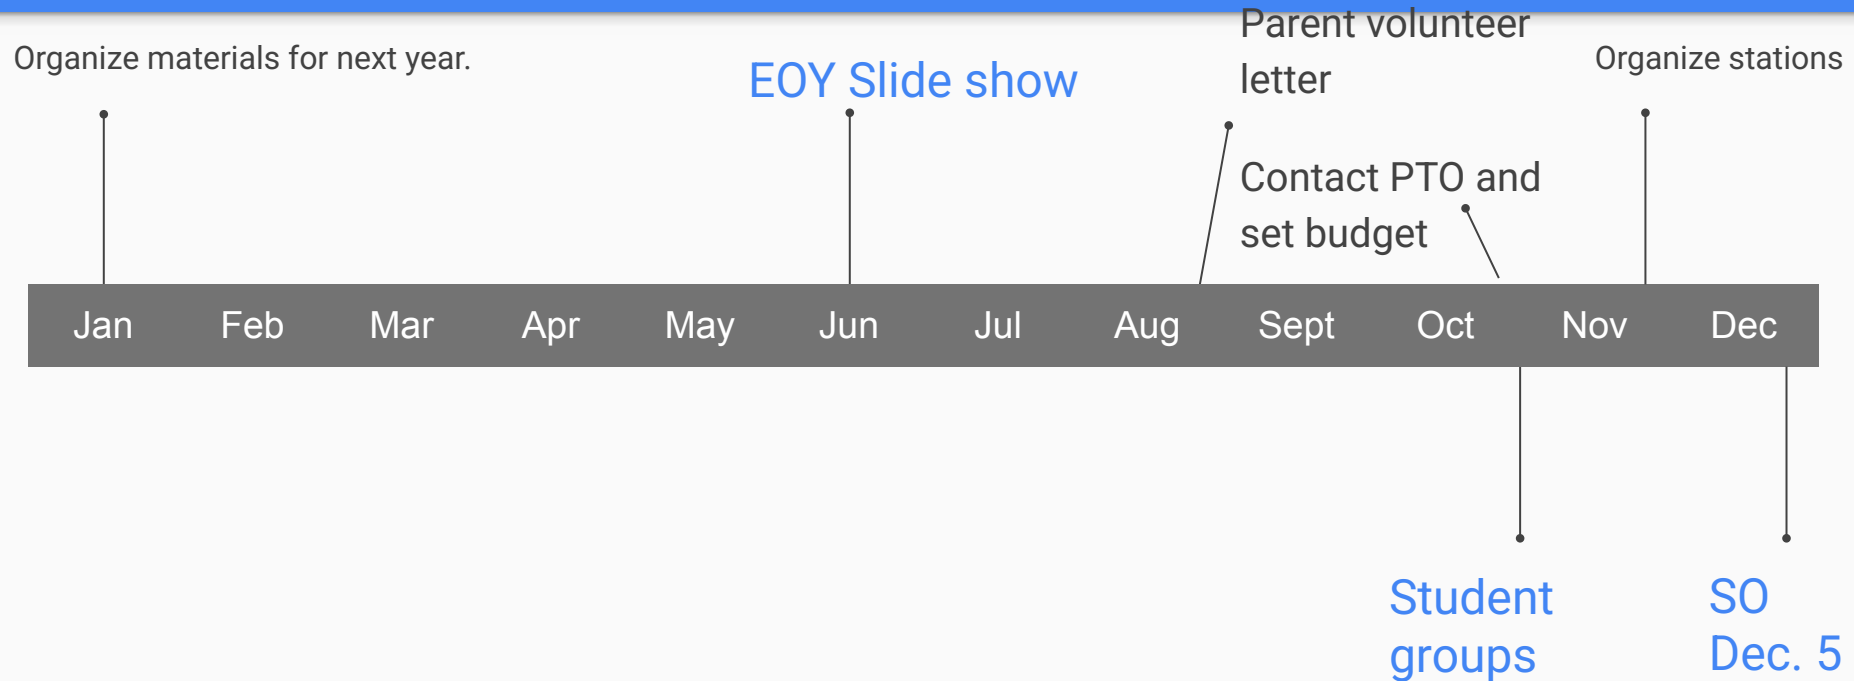 Organize materials for next year.
EOY Slide show
Parent volunteer
letter
Organize stations
Contact PTO and
set budget
Jan Feb Mar Apr May Jun Jul Aug Sept Oct Nov Dec
Student
groups
SO
Dec. 5